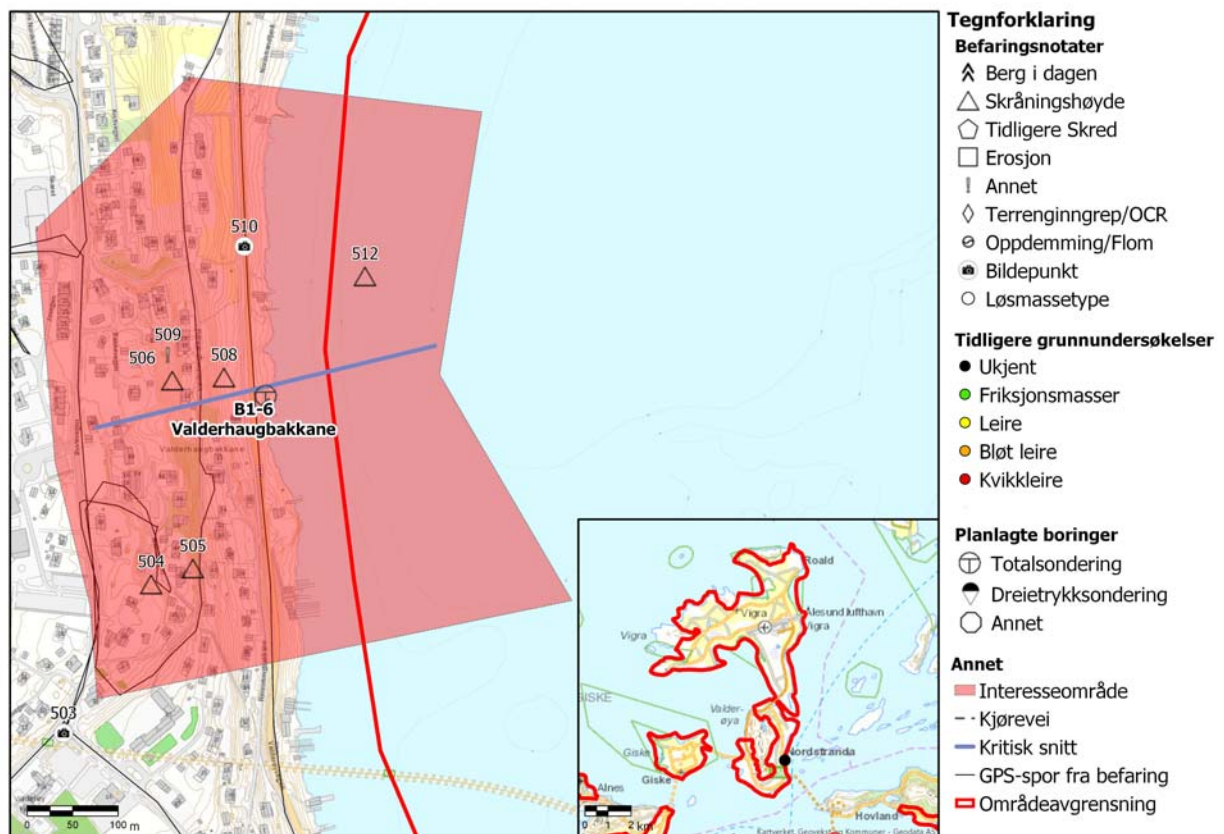 510
512
509
506
508
B1-6
Valderhaugbakkane
Valderhaugbakkane
504
505
503
0
50
100 m
Roald
Vigra
Ålesund lufthavn
Vigra
Vigra
GISKE
Valder-
øya
Nordstranda
Giske
Giske
Alnes
Hovland
0
1
2 km
Tegnforklaring
Befaringsnotater
Berg i dagen
Skråningshøyde
Tidligere Skred
Erosjon
Annet
Terrenginngrep/OCR
Oppdemming/Flom
Bildepunkt
Løsmassetype
Tidligere grunnundersøkelser
Ukjent
Friksjonsmasser
Leire
Bløt leire
Kvikkleire
Planlagte boringer
Totalsondering
Dreietrykksondering
Annet
Annet
Interesseområde
Kjørevei
Kritisk snitt
GPS-spor fra befaring
Områdeavgrensning